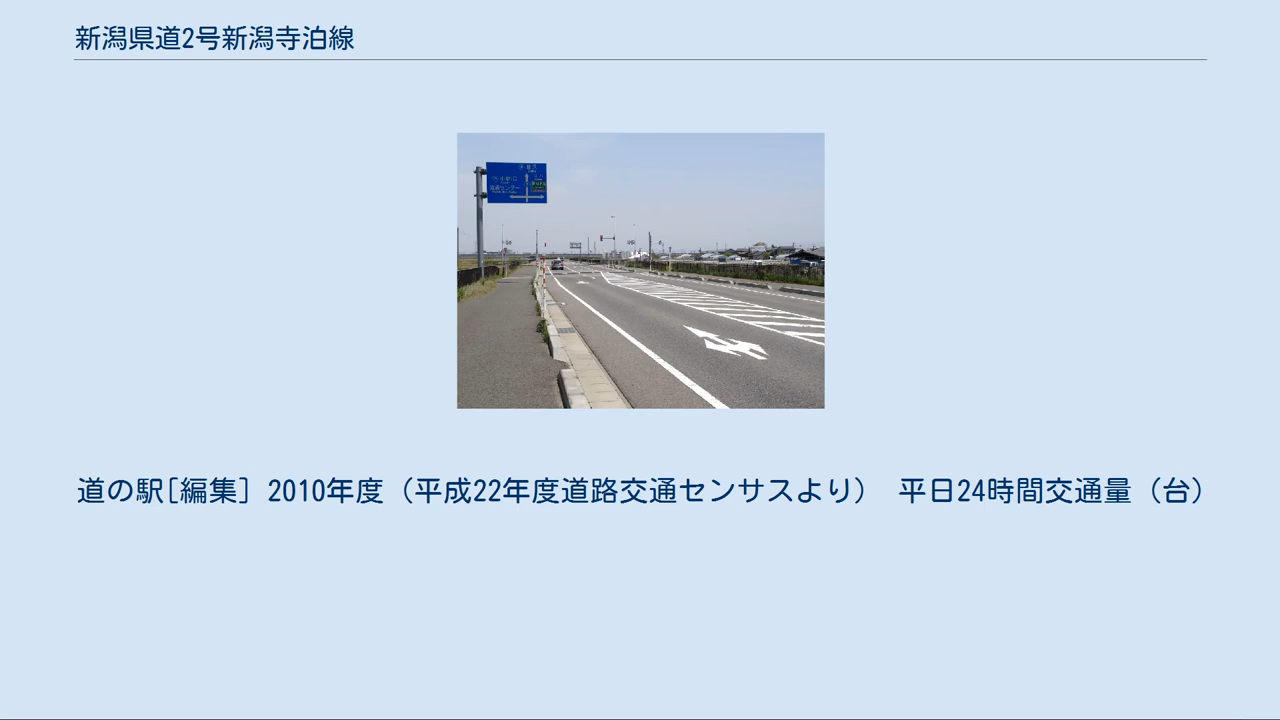 新潟県道2号新潟寺泊線
道の駅[編集] 2010年度（平成22年度道路交通センサスより） 平日24時間交通量（台）